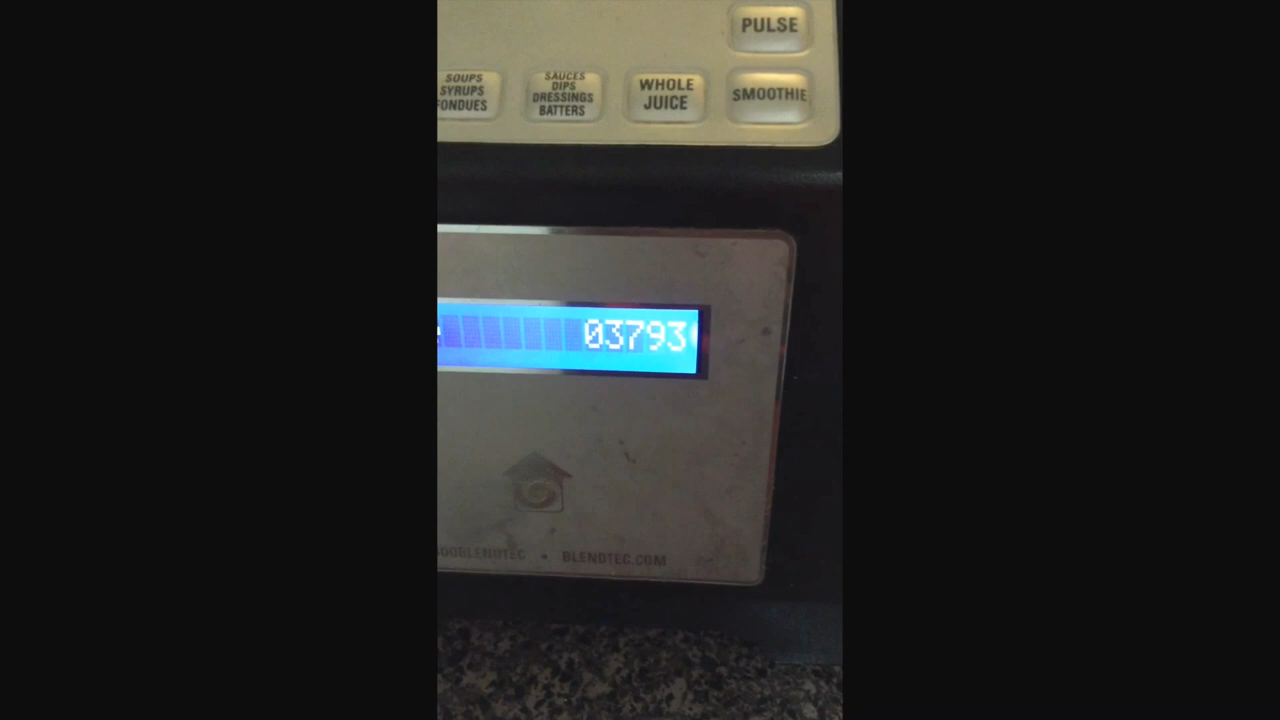 PULSE
SOUPS
SYRUPS
FONDUES
SAUCES
DIPS
DRESSINGS
BATTERS
WHOLE
JUICE
SMOOTHIE
03793
BLENDTEC.COM